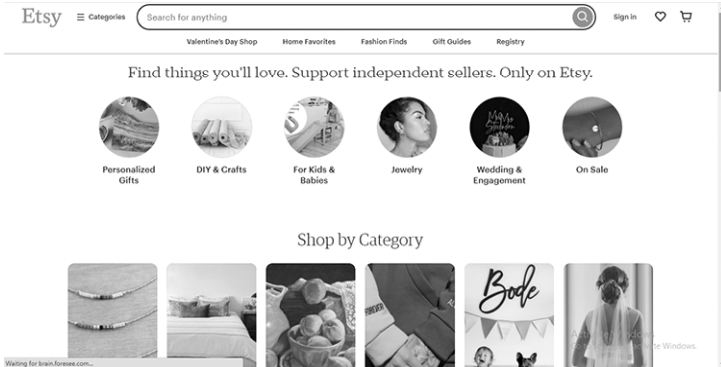 Etsy
Categories
Search for anything
Sign in
Valentine's Day Shop
Home Favorites
Fashion Finds
Gift Guides
Registry
Find things you'll love. Support independent sellers. Only on Etsy.
Personalized
Gifts
DIY & Crafts
For Kids &
Babies
Jewelry
Wedding &
Engagement
On Sale
Shop by Category
FOREVER
Bode
Waiting for brain.foresee.com...